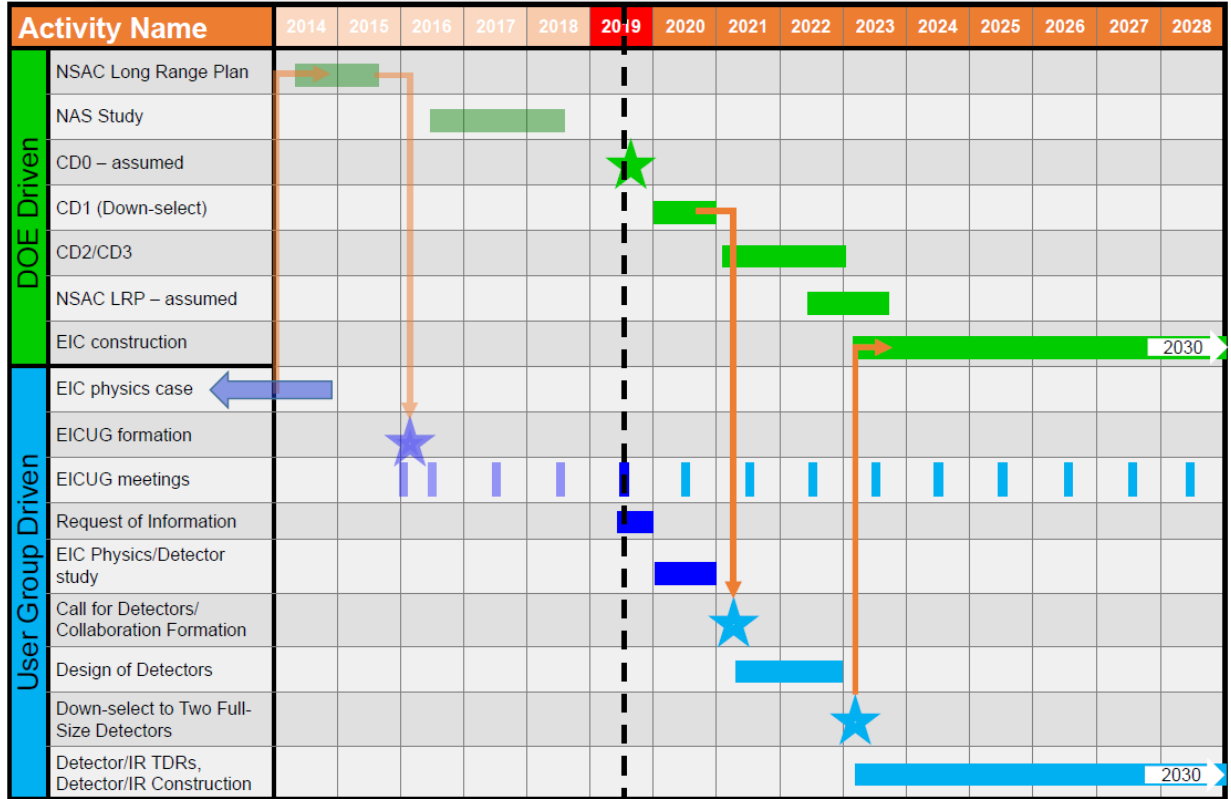 Activity Name 2014 2015 2016 2017 2018 2019 2020 2021 2022 2023 2024 2025 2026 2027 2028
DOE Driven
NSAC Long Range Plan
NAS Study
CD0 – assumed
CD1 (Down-select)
CD2/CD3
NSAC LRP – assumed
EIC construction
2030
User Group Driven
EIC physics case
EICUG formation
EICUG meetings
Request of Information
EIC Physics/Detector
study
Call for Detectors/
Collaboration Formation
Design of Detectors
Down-select to Two Full-
Size Detectors
Detector/IR TDRs,
Detector/IR Construction
2030